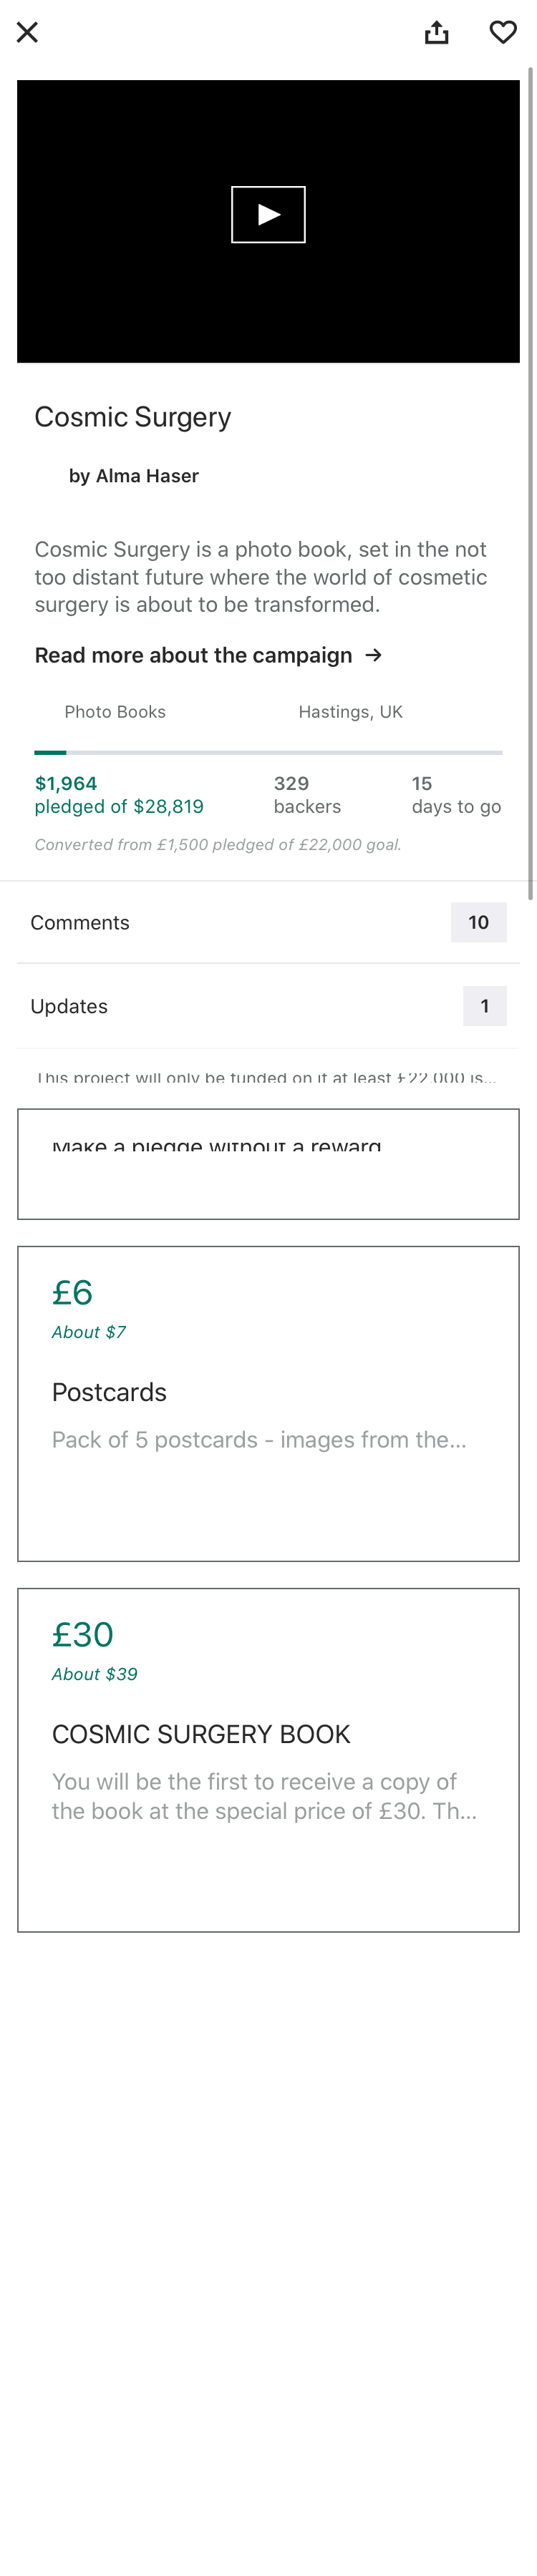 Cosmic Surgery
by Alma Haser
Cosmic Surgery is a photo book, set in the not
too distant future where the world of cosmetic
surgery is about to be transformed.
Read more about the campaign →
Photo Books Hastings, UK
$1,964 329 15
pledged of $28,819 backers days to go
Converted from £1,500 pledged of £22,000 goal.
Comments 10
Updates 1
This project will only be funded on if at least £22,000 is...
Make a pledge without a reward
£6
About $7
Postcards
Pack of 5 postcards - images from the...
£30
About $39
COSMIC SURGERY BOOK
You will be the first to receive a copy of
the book at the special price of £30. Th...